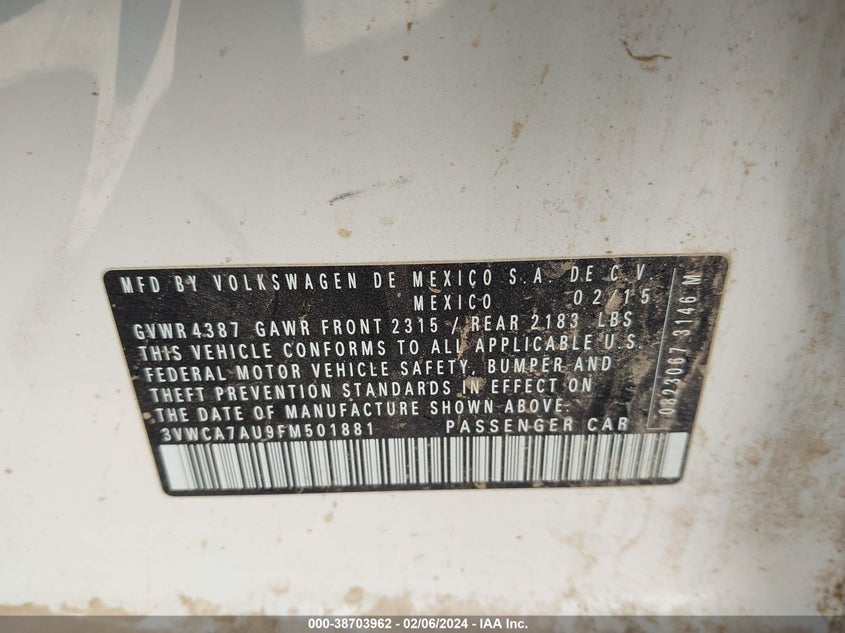 MFD BY VOLKSWAGEN DE MEXICO S.A. DE C V
MEXICO 02/15
GVWR 4387 GAWR FRONT 2315 / REAR 2183 LBS
THIS VEHICLE CONFORMS TO ALL APPLICABLE U.S.
FEDERAL MOTOR VEHICLE SAFETY, BUMPER AND
THEFT PREVENTION STANDARDS IN EFFECT ON
THE DATE OF MANUFACTURE SHOWN ABOVE.
3VWCA7AU9FM501881 PASSENGER CAR
08230673146 M
000-38703962 - 02/06/2024 - IAA Inc.